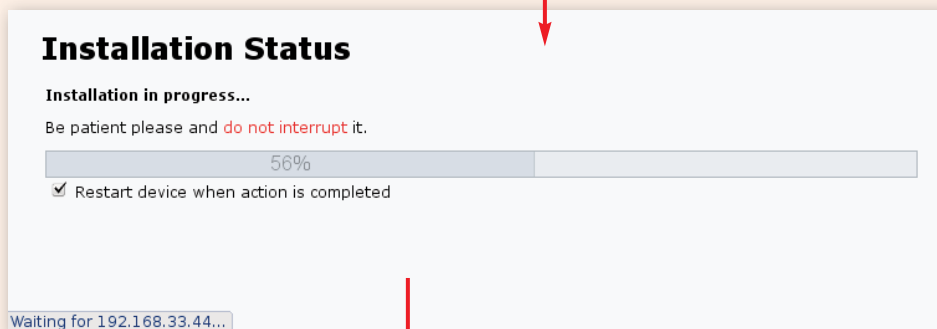 Installation Status
Installation in progress...
Be patient please and do not interrupt it.
56%
Restart device when action is completed
Waiting for 192.168.33.44...